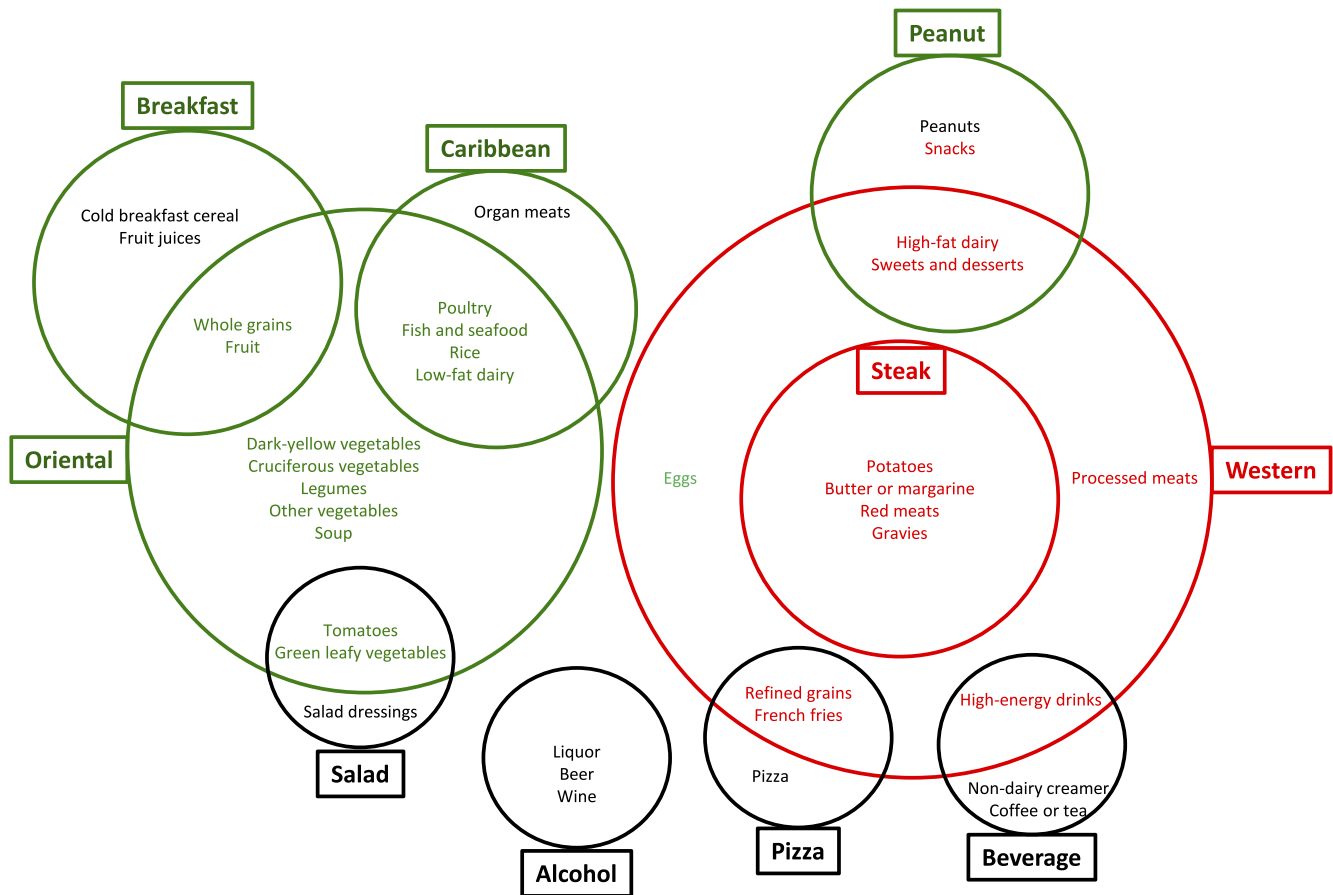 Peanut
Breakfast
Caribbean
Peanuts
Snacks
Cold breakfast cereal
Fruit juices
Organ meats
High-fat dairy
Sweets and desserts
Whole grains
Fruit
Poultry
Fish and seafood
Rice
Low-fat dairy
Steak
Oriental
Dark-yellow vegetables
Cruciferous vegetables
Legumes
Other vegetables
Soup
Eggs
Potatoes
Butter or margarine
Red meats
Gravies
Processed meats
Western
Tomatoes
Green leafy vegetables
Salad dressings
Salad
Liquor
Beer
Wine
Alcohol
Refined grains
French fries
Pizza
Pizza
High-energy drinks
Non-dairy creamer
Coffee or tea
Beverage